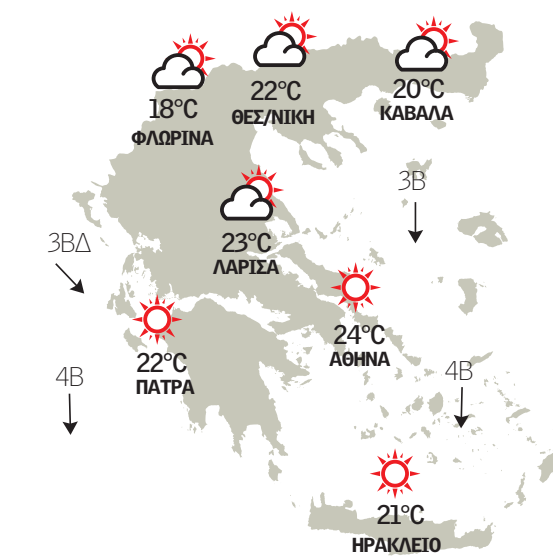 18°C
ΦΛΩΡΙΝΑ
22°C
ΘΕΣ/ΝΙΚΗ
20°C
ΚΑΒΑΛΑ
3Β
23°C
ΛΑΡΙΣΑ
3ΒΔ
24°C
ΑΘΗΝΑ
22°C
ΠΑΤΡΑ
4Β
4Β
21°C
ΗΡΑΚΛΕΙΟ